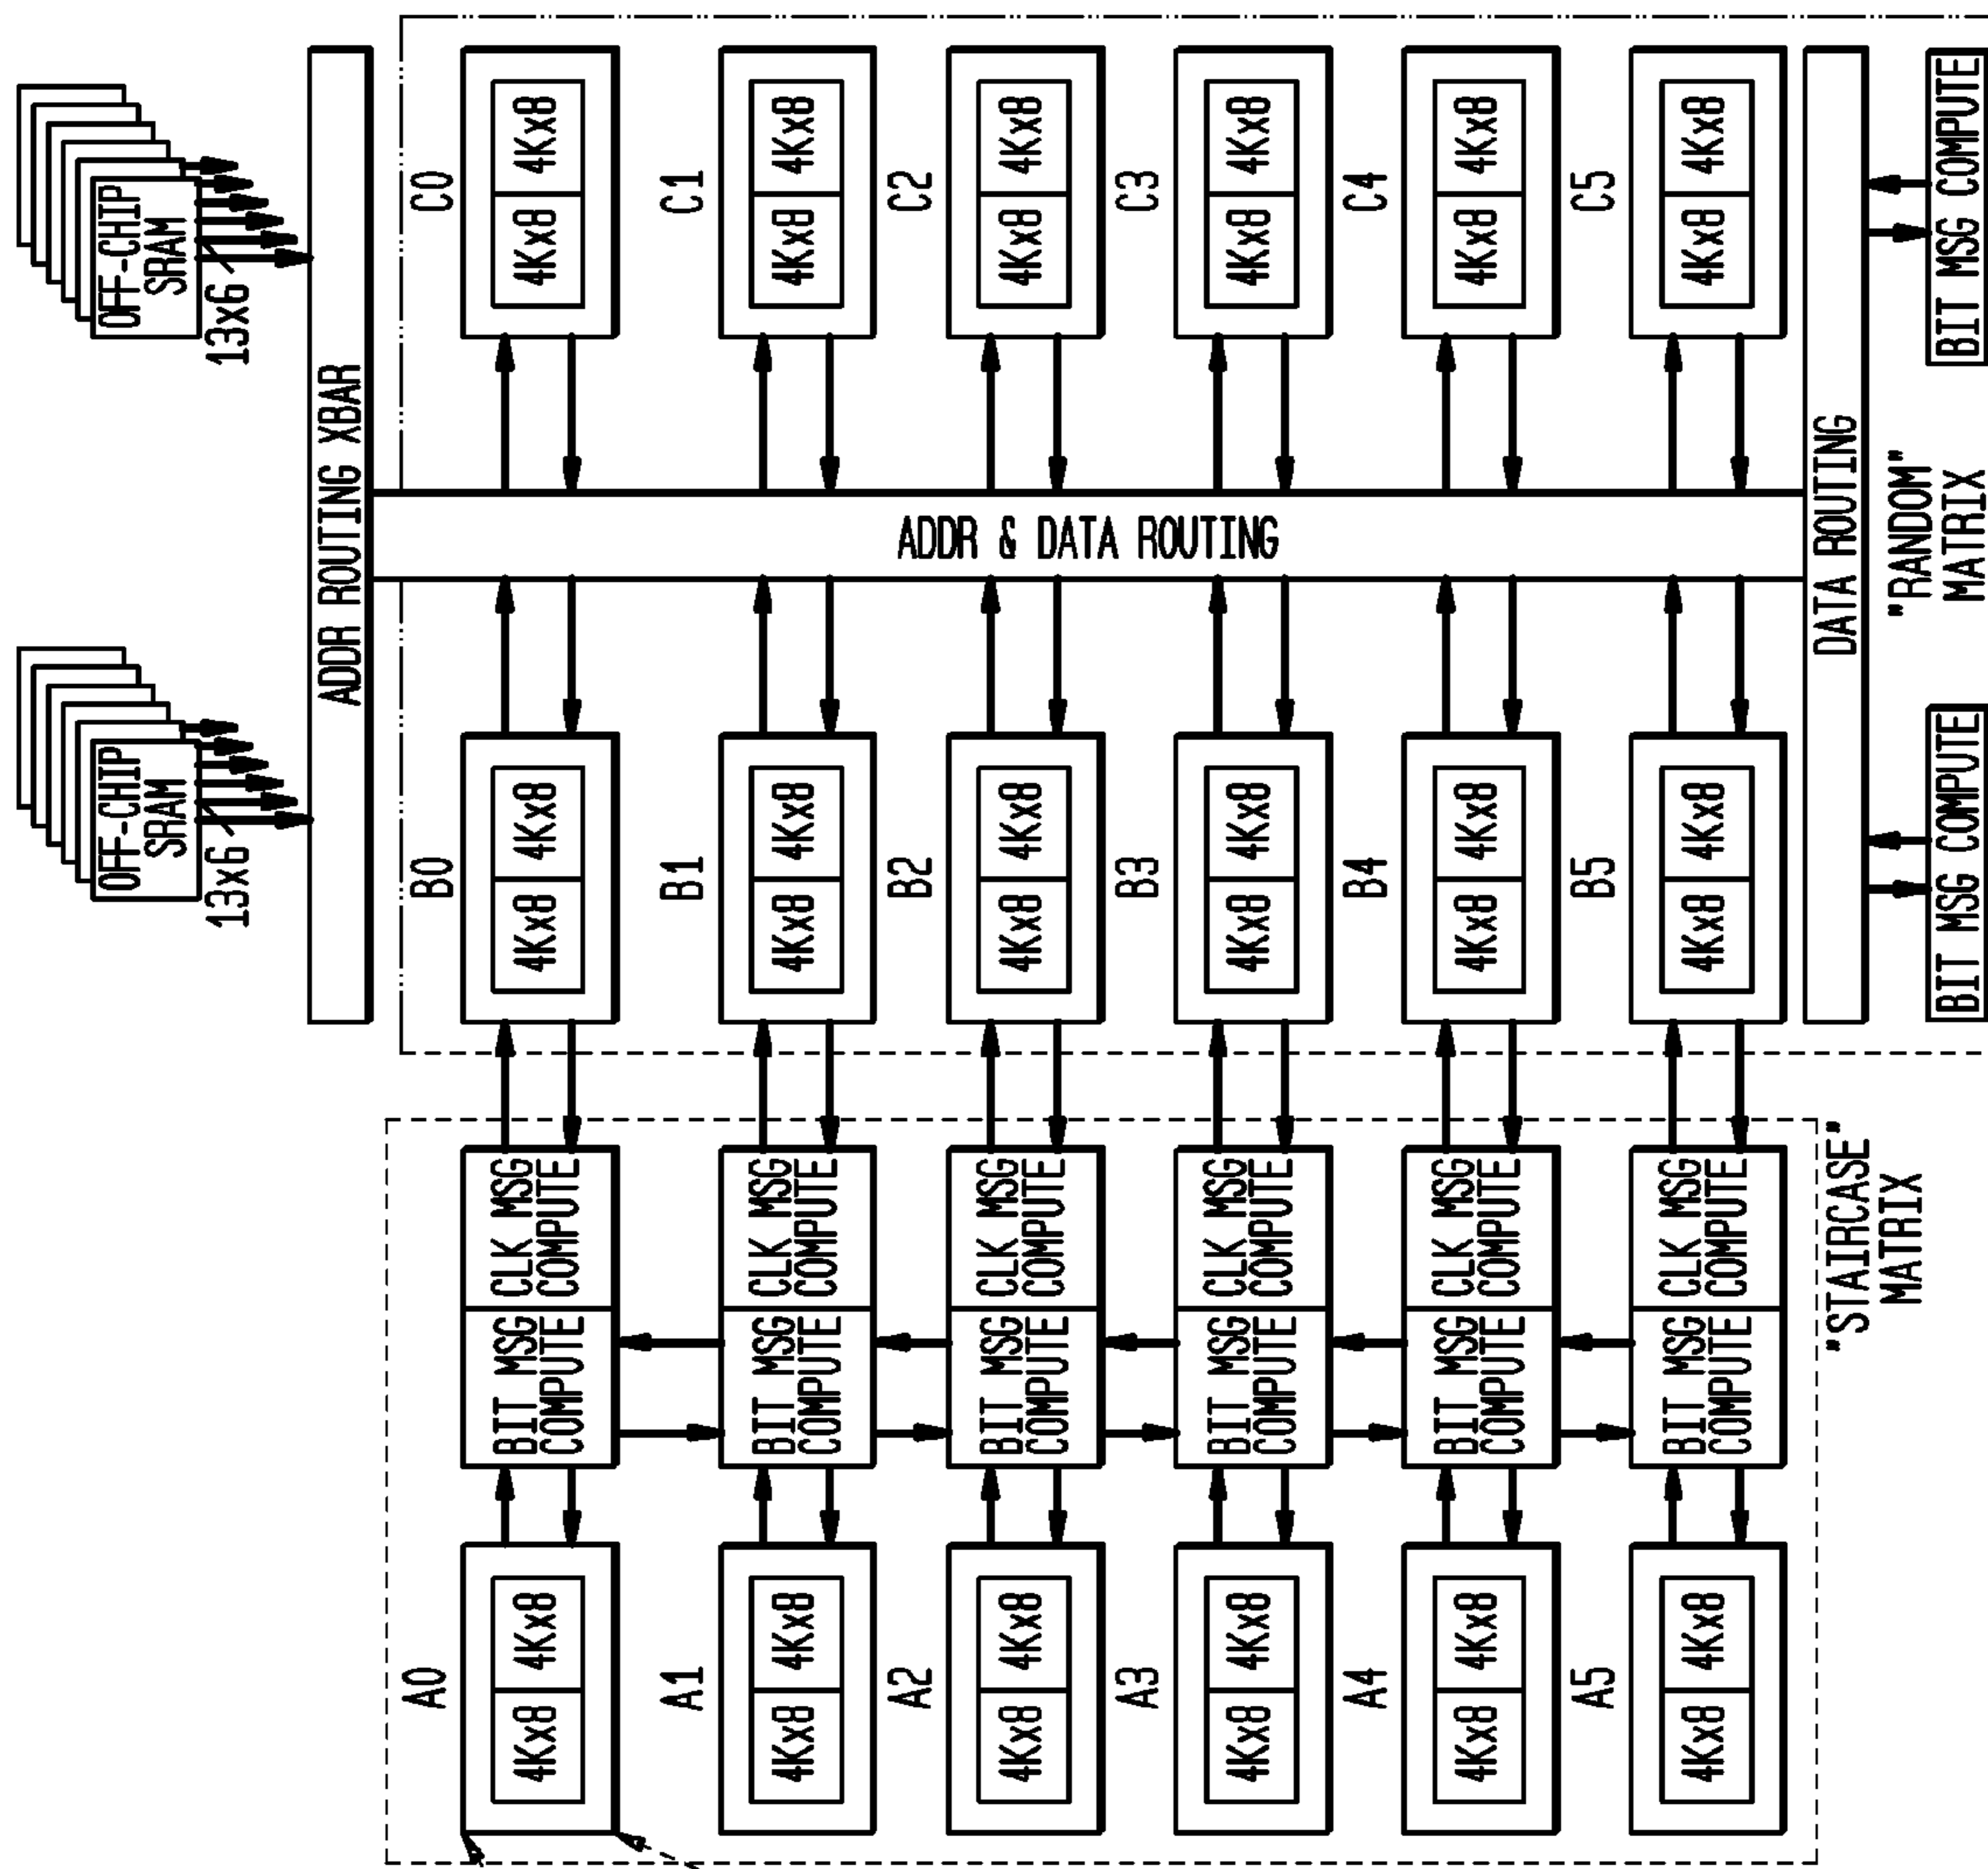 OFF-CHIP
SRAM
13x6
OFF-CHIP
SRAM
13x6
ADDR ROUTING XBAR
A0
B0
C0
4Kx8 4Kx8
BIT MSG
COMPUTE
CLK MSG
COMPUTE
4Kx8 4Kx8
4Kx8 4Kx8
A1
B1
C1
4Kx8 4Kx8
BIT MSG
COMPUTE
CLK MSG
COMPUTE
4Kx8 4Kx8
4Kx8 4Kx8
A2
B2
C2
4Kx8 4Kx8
BIT MSG
COMPUTE
CLK MSG
COMPUTE
4Kx8 4Kx8
ADDR & DATA ROUTING
4Kx8 4Kx8
A3
B3
C3
4Kx8 4Kx8
BIT MSG
COMPUTE
CLK MSG
COMPUTE
4Kx8 4Kx8
4Kx8 4Kx8
A4
B4
C4
4Kx8 4Kx8
BIT MSG
COMPUTE
CLK MSG
COMPUTE
4Kx8 4Kx8
4Kx8 4Kx8
A5
B5
C5
4Kx8 4Kx8
BIT MSG
COMPUTE
CLK MSG
COMPUTE
4Kx8 4Kx8
4Kx8 4Kx8
"STAIRCASE"
MATRIX
DATA ROUTING
"RANDOM"
MATRIX
BIT MSG COMPUTE
BIT MSG COMPUTE